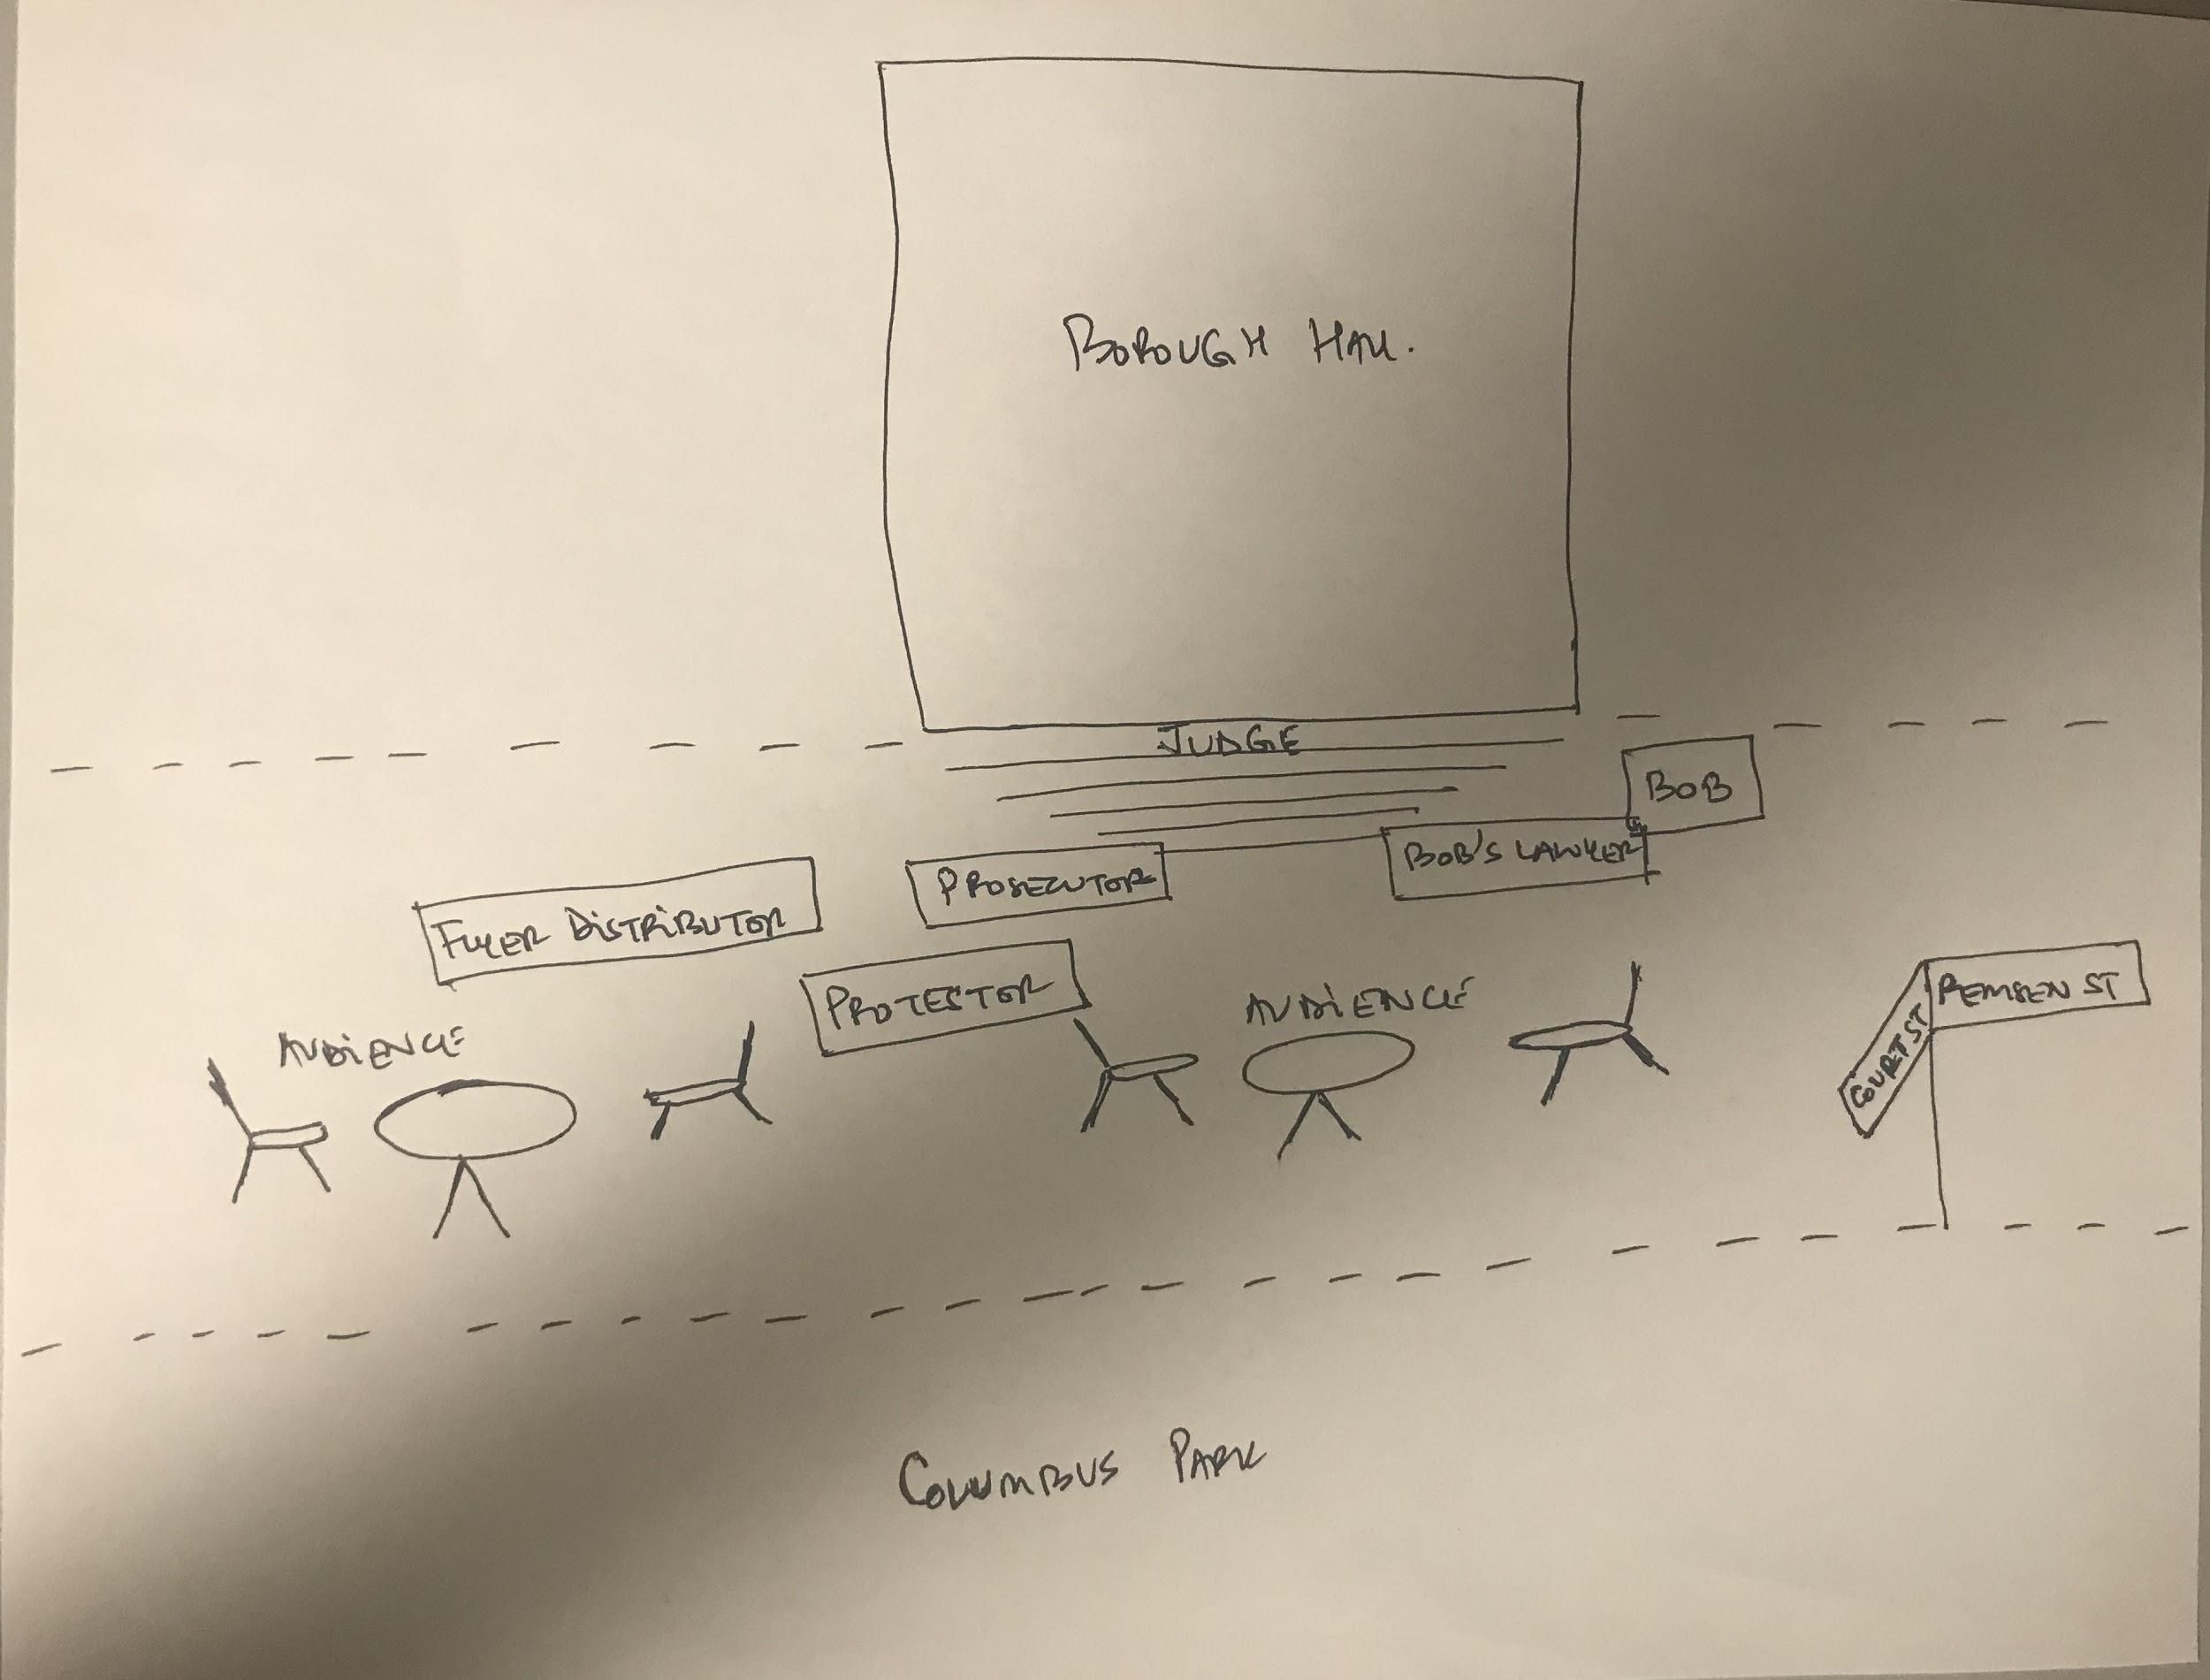 BOROUGH HALL.
JUDGE
BOB
BOB'S LAWYER
PROSECUTOR
FLYER DISTRIBUTOR
PROTESTOR
AUDIENCE
AUDIENCE
REMSEN ST
COURT ST
COLUMBUS PARK